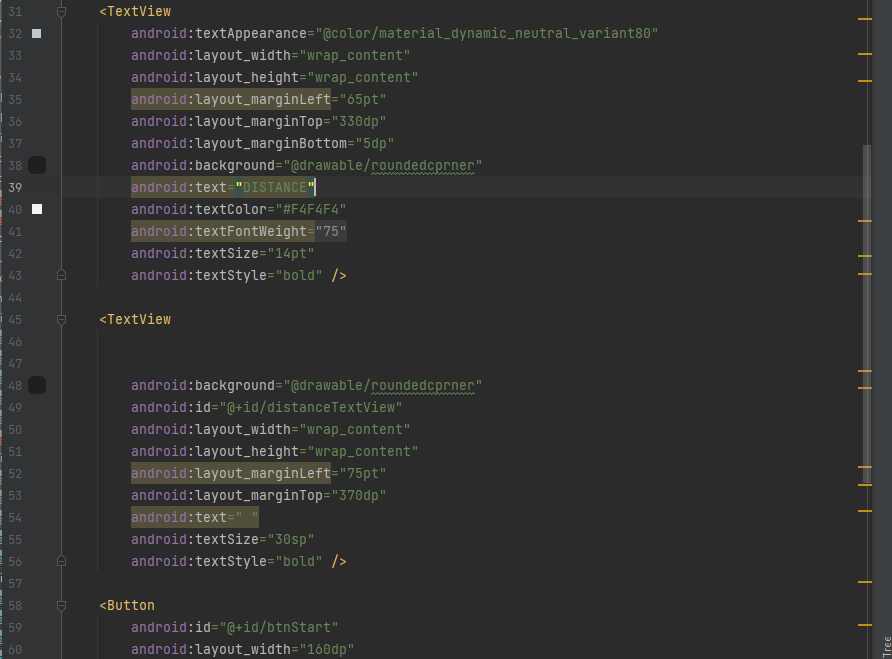 31 <TextView
32 android:textAppearance="@color/material_dynamic_neutral_variant80"
33 android:layout_width="wrap_content"
34 android:layout_height="wrap_content"
35 android:layout_marginLeft="65pt"
36 android:layout_marginTop="330dp"
37 android:layout_marginBottom="5dp"
38 android:background="@drawable/roundedcprner"
39 android:text="DISTANCE"
40 android:textColor="#F4F4F4"
41 android:textFontWeight="75"
42 android:textSize="14pt"
43 android:textStyle="bold" />
44
45 <TextView
46
47
48 android:background="@drawable/roundedcprner"
49 android:id="@+id/distanceTextView"
50 android:layout_width="wrap_content"
51 android:layout_height="wrap_content"
52 android:layout_marginLeft="75pt"
53 android:layout_marginTop="370dp"
54 android:text=" "
55 android:textSize="30sp"
56 android:textStyle="bold" />
57
58 <Button
59 android:id="@+id/btnStart"
60 android:layout_width="160dp"
Tree